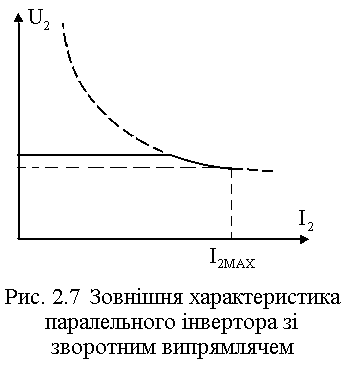 U₂
I₂
I₂MAX
Рис. 2.7 Зовнішня характеристика
паралельного інвертора зі
зворотним випрямлячем